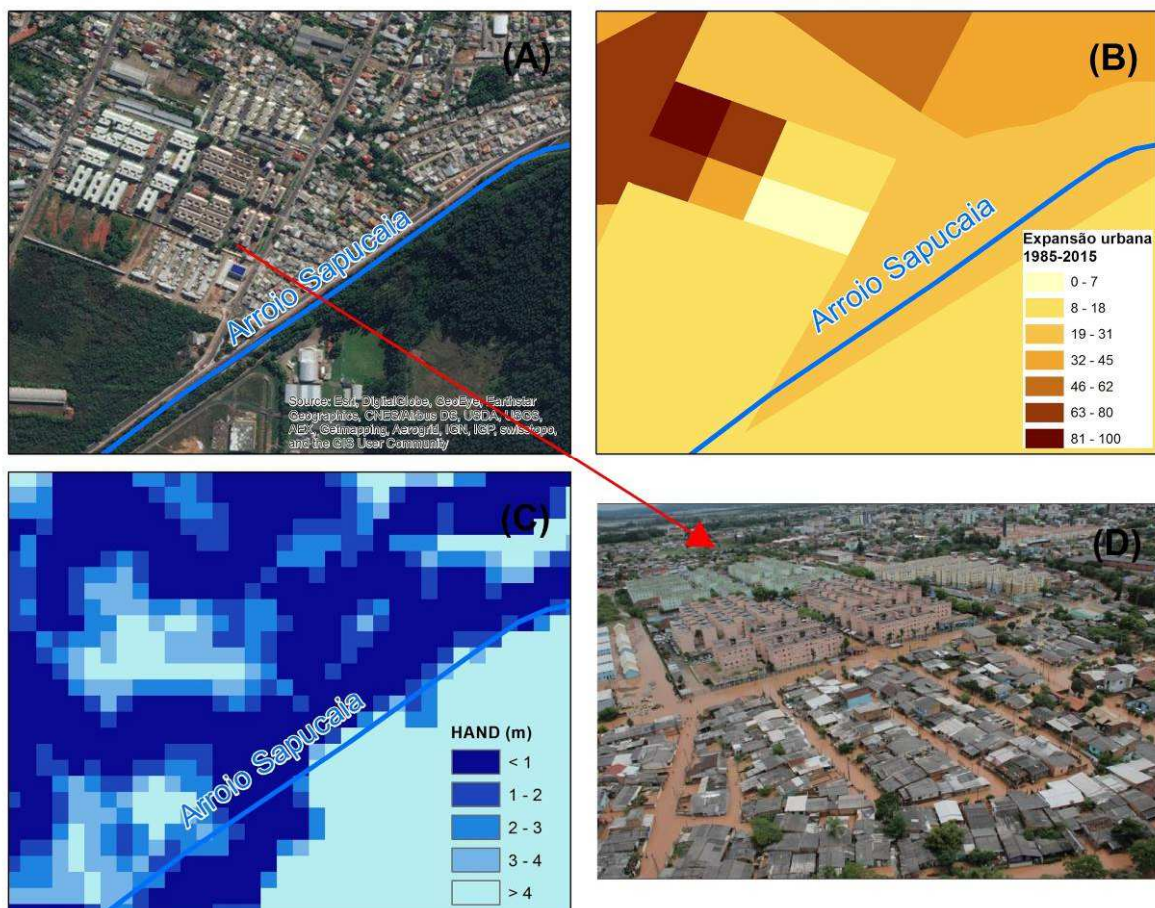 (A)
Arroio Sapucaia
Source: Esri, DigitalGlobe, GeoEye, Earthstar
Geographics, CNES/Airbus DS, USDA, USGS,
AEX, Getmapping, Aerogrid, IGN, IGP, swisstopo,
and the GIS User Community
(B)
Arroio Sapucaia
Expansão urbana
1985-2015
0 - 7
8 - 18
19 - 31
32 - 45
46 - 62
63 - 80
81 - 100
(C)
Arroio Sapucaia
HAND (m)
< 1
1 - 2
2 - 3
3 - 4
> 4
(D)